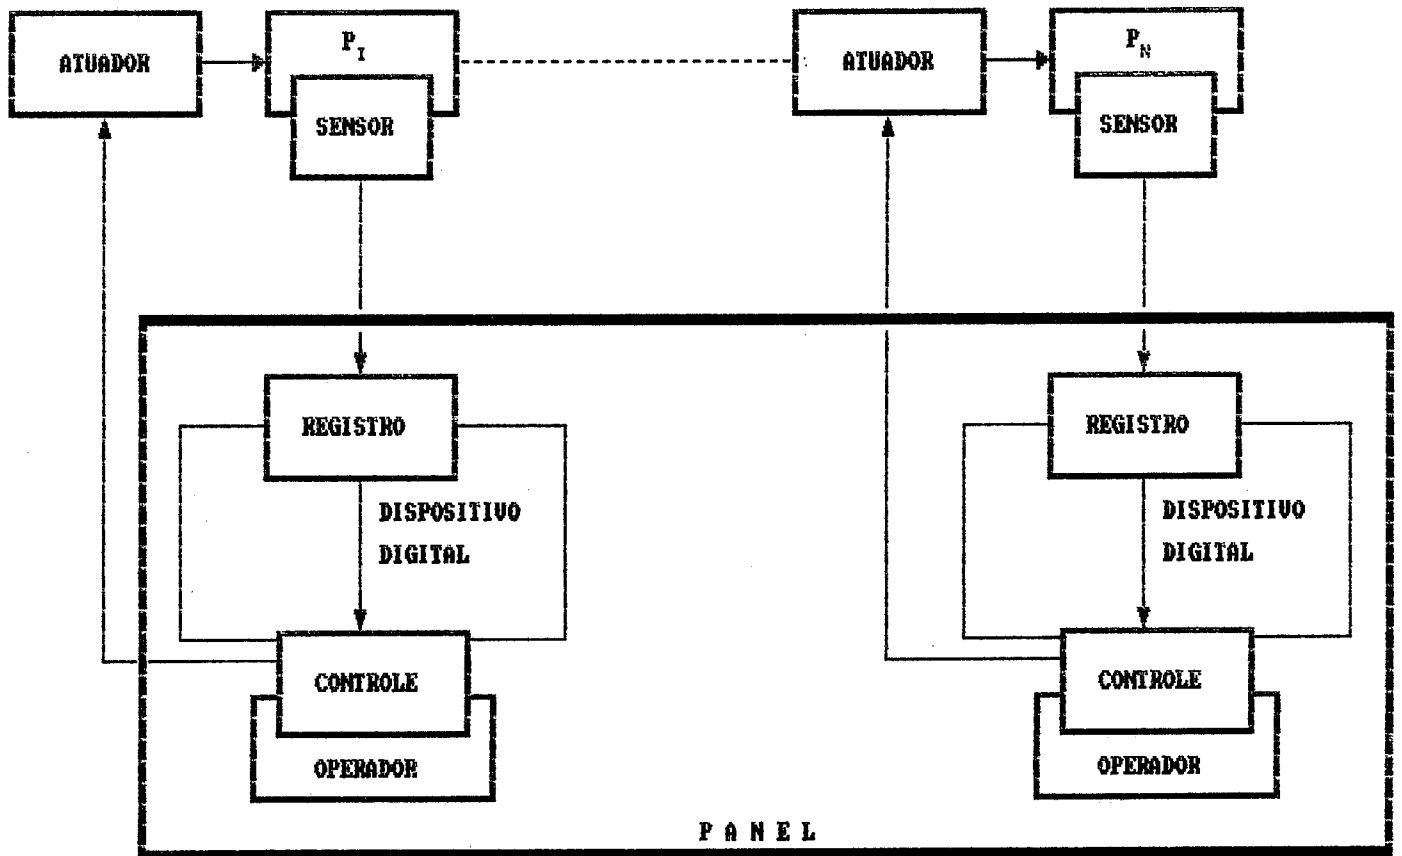 ATUADOR
P_I
SENSOR
ATUADOR
P_N
SENSOR
REGISTRO
DISPOSITIVO
DIGITAL
CONTROLE
OPERADOR
REGISTRO
DISPOSITIVO
DIGITAL
CONTROLE
OPERADOR
P A N E L